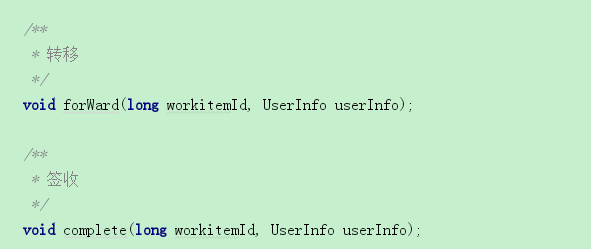 /**
 * 转移
 */
void forWard(long workitemId, UserInfo userInfo);
/**
 * 签收
 */
void complete(long workitemId, UserInfo userInfo);